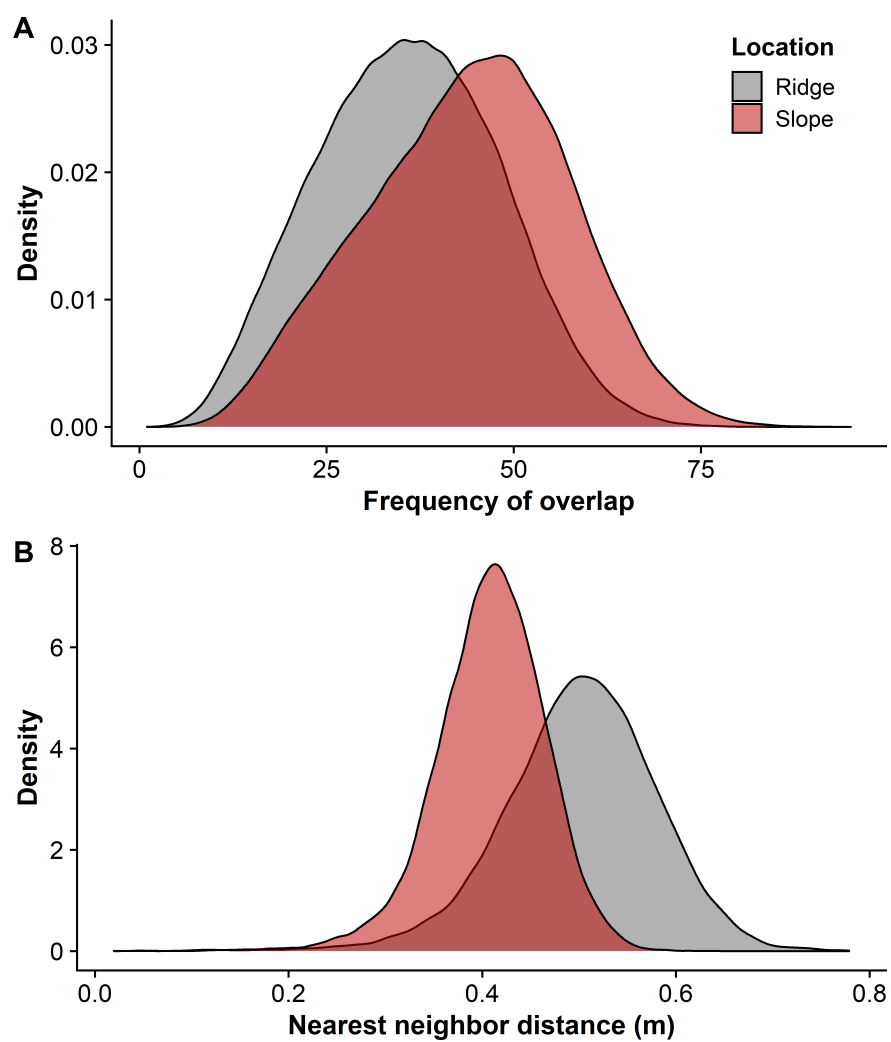 A
Density
0.03
0.02
0.01
0.00
0
25
50
75
Frequency of overlap
Location
Ridge
Slope
B
Density
8
6
4
2
0
0.0
0.2
0.4
0.6
0.8
Nearest neighbor distance (m)